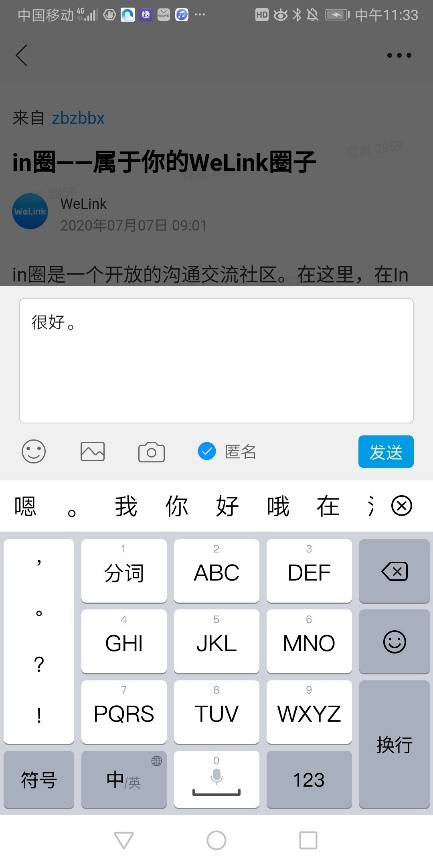 中国移动 4G HD 中午11:33
来自 zbzbbx
in圈——属于你的WeLink圈子
WeLink
WeLink
2020年07月07日 09:01
in圈是一个开放的沟通交流社区。在这里，在In
很好。
匿名
发送
嗯 。 我 你 好 哦 在
，
。
？
！
1
分词
2
ABC
3
DEF
4
GHI
5
JKL
6
MNO
7
PQRS
8
TUV
9
WXYZ
换行
符号
中/英
0
123